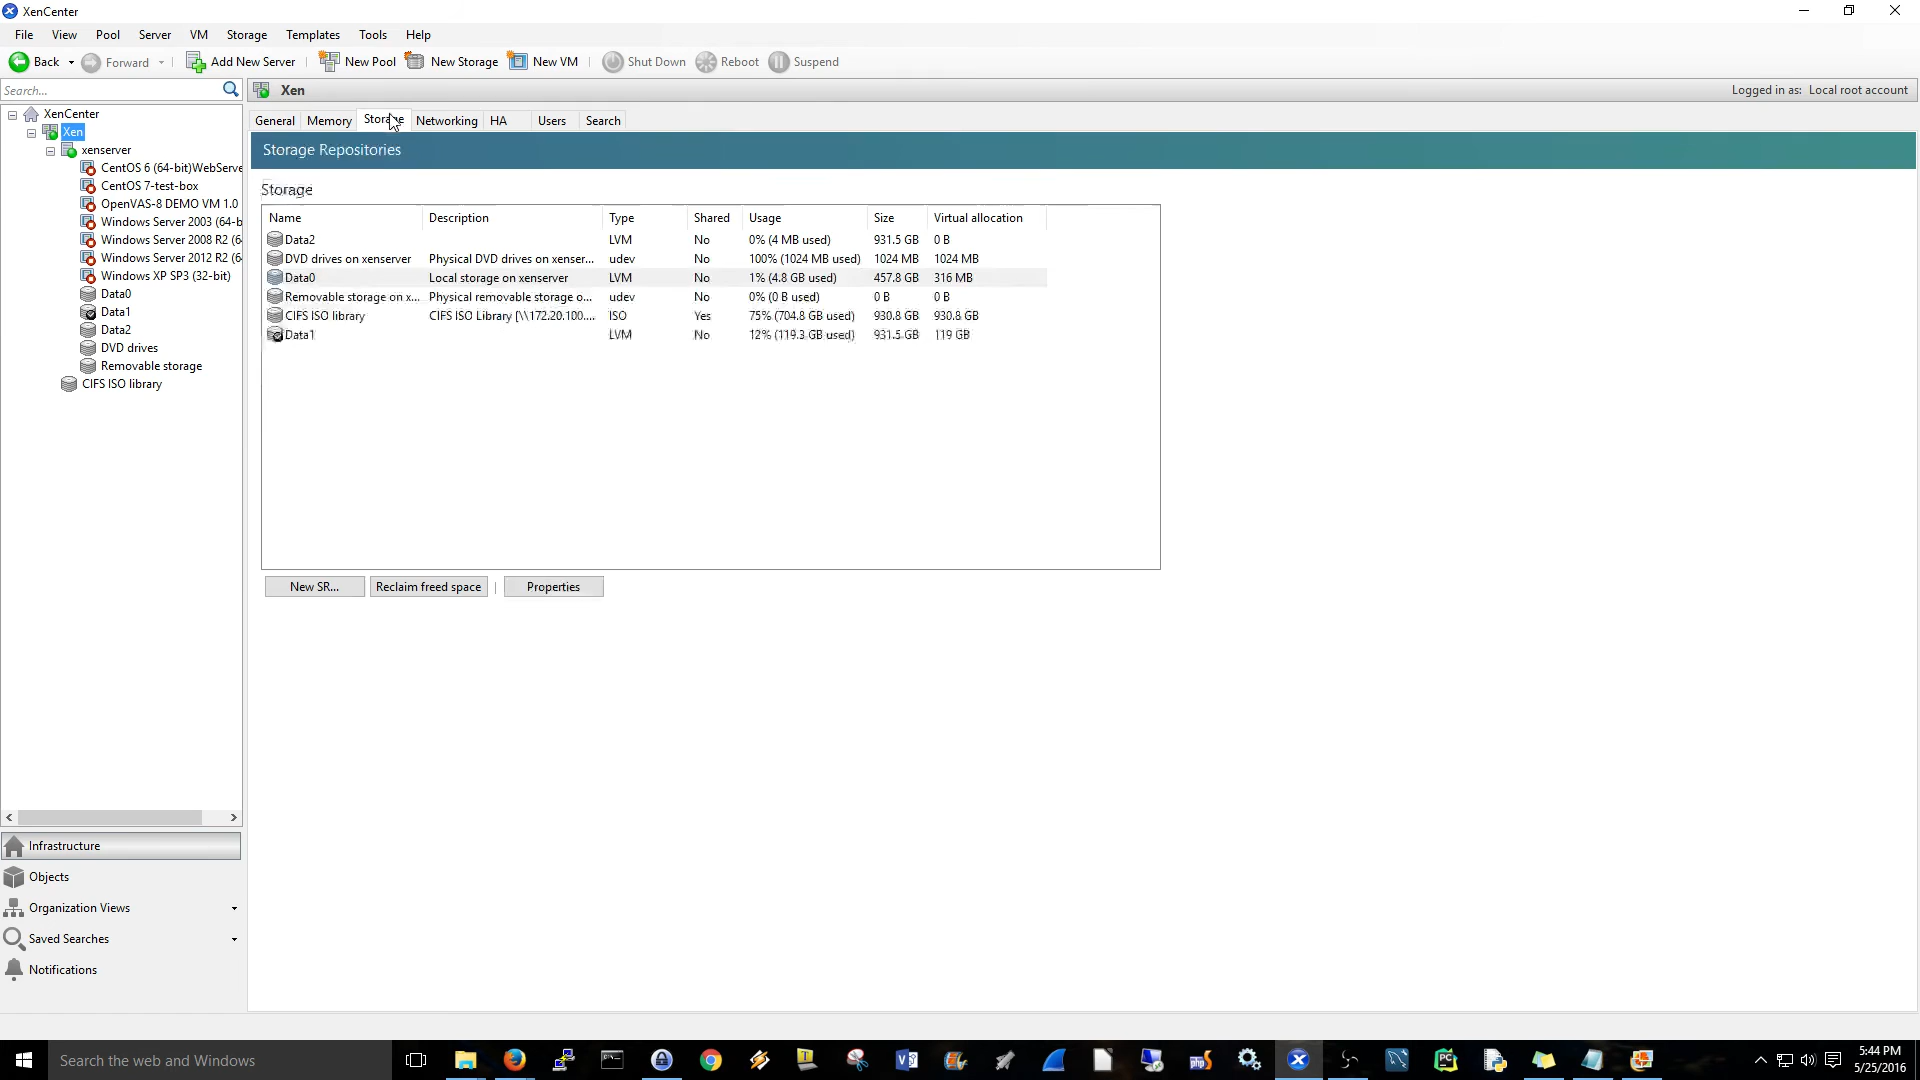 XenCenter
File View Pool Server VM Storage Templates Tools Help
Back Forward Add New Server New Pool New Storage New VM Shut Down Reboot Suspend
Search...
Xen
Logged in as: Local root account
XenCenter
Xen
xenserver
CentOS 6 (64-bit)WebServe
CentOS 7-test-box
OpenVAS-8 DEMO VM 1.0
Windows Server 2003 (64-b
Windows Server 2008 R2 (6
Windows Server 2012 R2 (6
Windows XP SP3 (32-bit)
Data0
Data1
Data2
DVD drives
Removable storage
CIFS ISO library
General Memory Storage Networking HA Users Search
Storage Repositories
Storage
Name Description Type Shared Usage Size Virtual allocation
Data2 LVM No 0% (4 MB used) 931.5 GB 0 B
DVD drives on xenserver Physical DVD drives on xenser... udev No 100% (1024 MB used) 1024 MB 1024 MB
Data0 Local storage on xenserver LVM No 1% (4.8 GB used) 457.8 GB 316 MB
Removable storage on x... Physical removable storage o... udev No 0% (0 B used) 0 B 0 B
CIFS ISO library CIFS ISO Library [\\172.20.100.... ISO Yes 75% (704.8 GB used) 930.8 GB 930.8 GB
Data1 LVM No 12% (119.3 GB used) 931.5 GB 119 GB
New SR... Reclaim freed space Properties
Infrastructure
Objects
Organization Views
Saved Searches
Notifications
Search the web and Windows
5:44 PM
5/25/2016